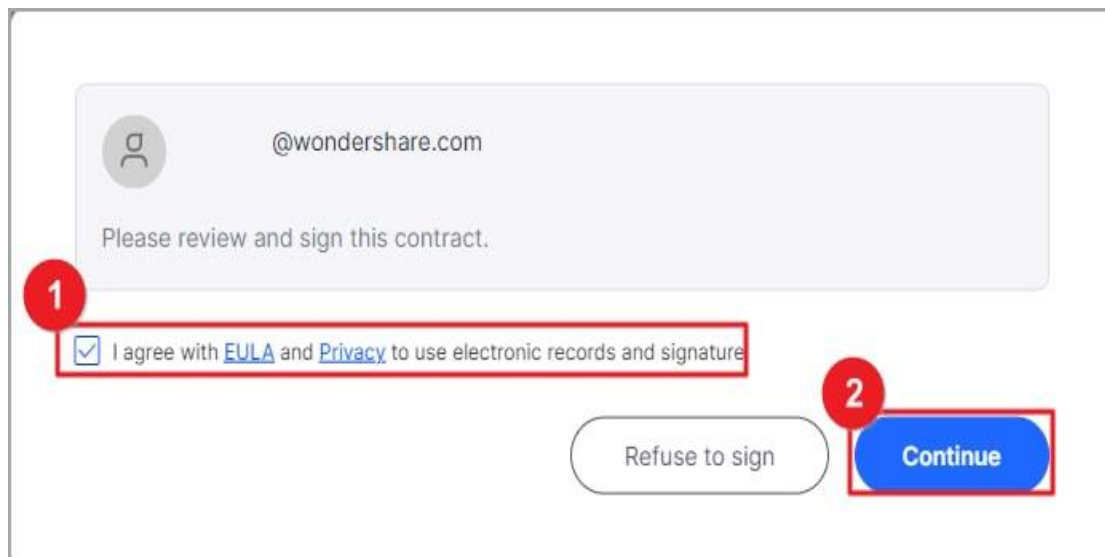 @wondershare.com
Please review and sign this contract.
1
I agree with EULA and Privacy to use electronic records and signature
2
Refuse to sign
Continue